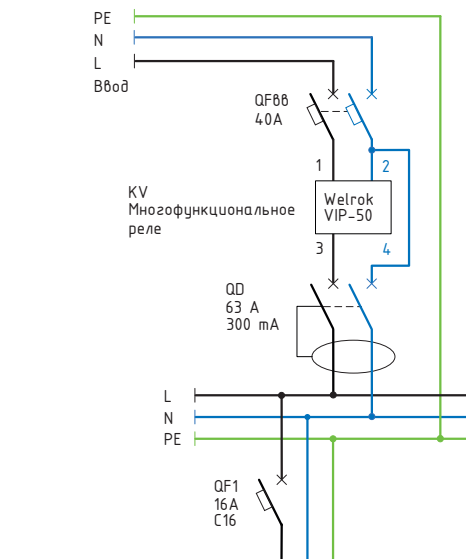 PE
N
L
Ввод
QFвв
40A
1
2
KV
Многофункциональное
реле
Welrok
VIP-50
3
4
QD
63 A
300 mA
L
N
PE
QF1
16A
C16